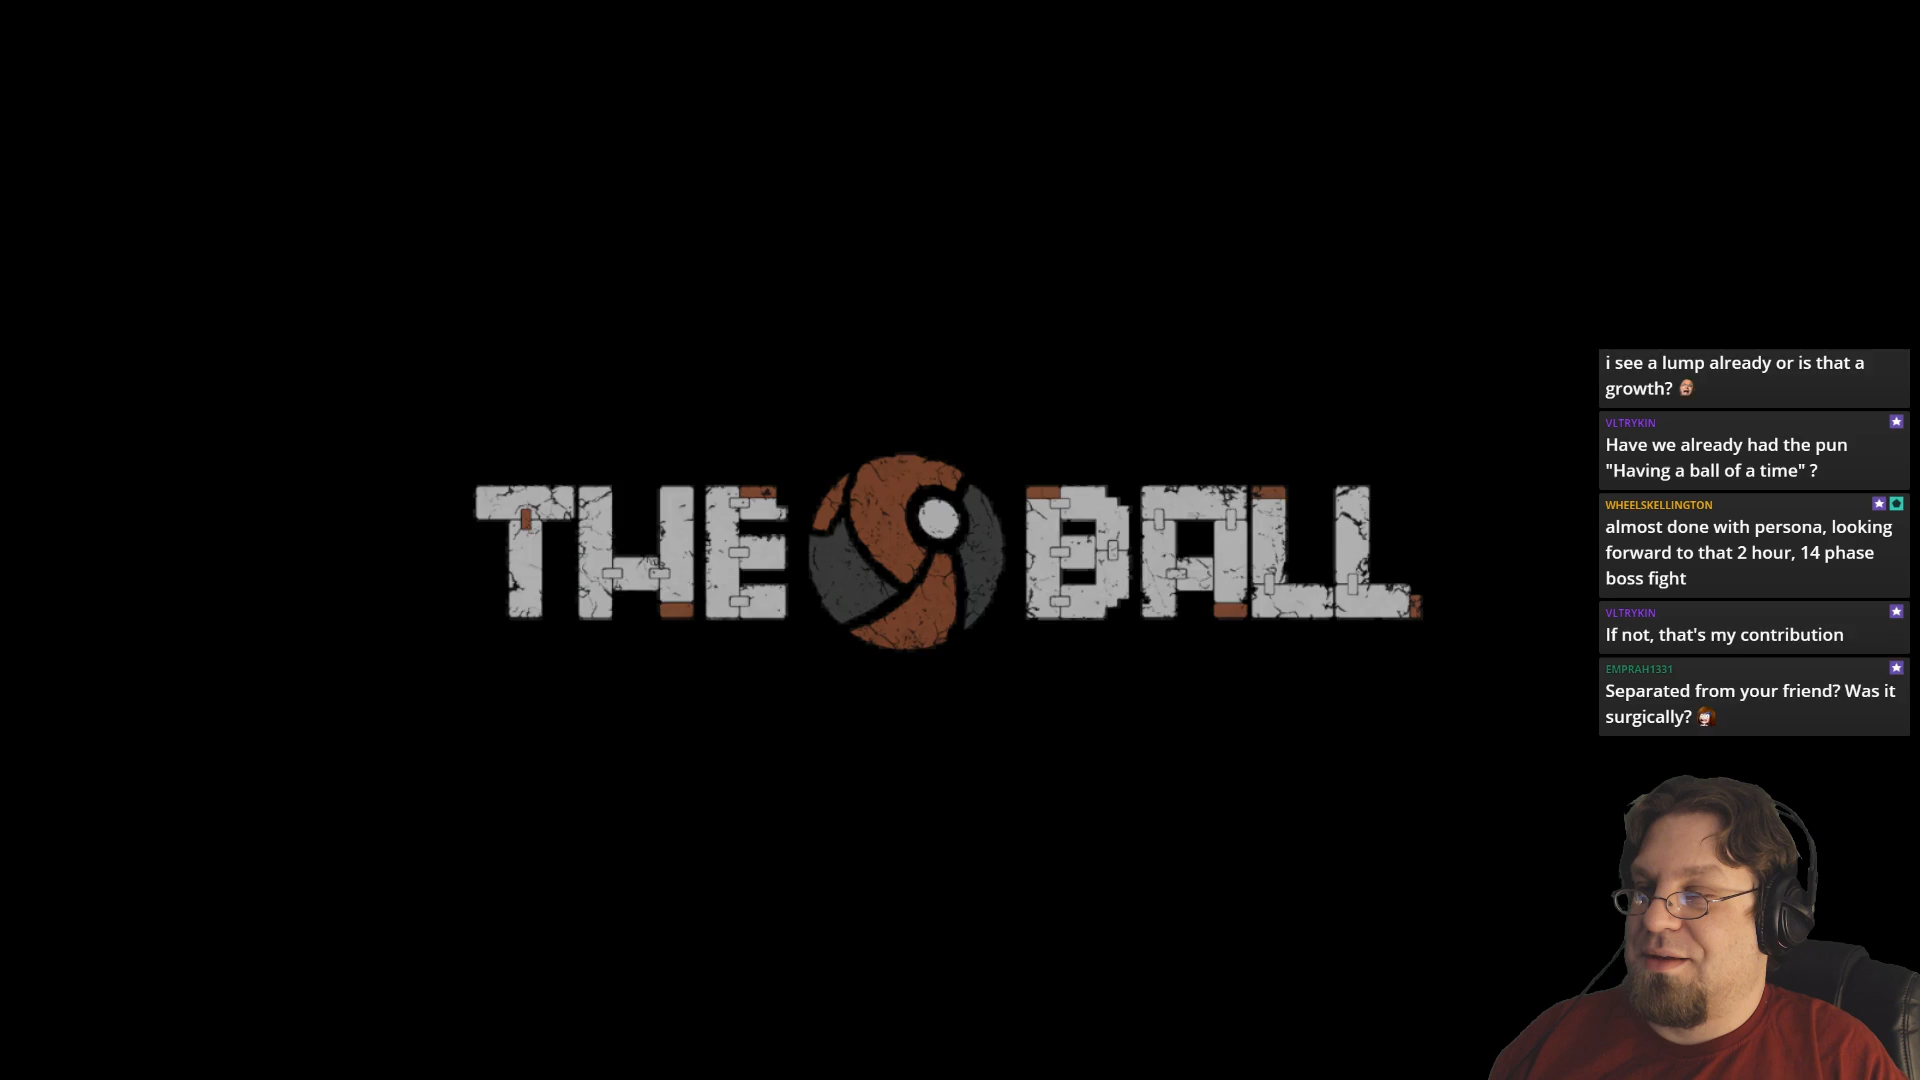 THE BALL
i see a lump already or is that a
growth?
VLTRYKIN
Have we already had the pun
"Having a ball of a time" ?
WHEELSKELLINGTON
almost done with persona, looking
forward to that 2 hour, 14 phase
boss fight
VLTRYKIN
If not, that's my contribution
EMPRAH1331
Separated from your friend? Was it
surgically?